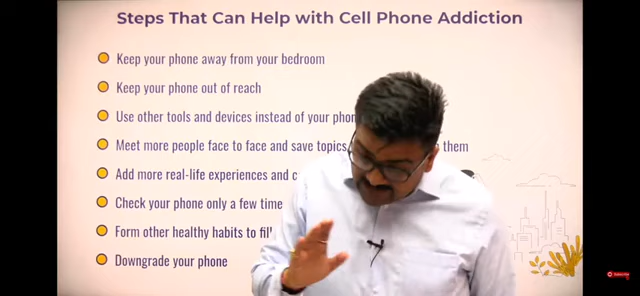 Steps That Can Help with Cell Phone Addiction
Keep your phone away from your bedroom
Keep your phone out of reach
Use other tools and devices instead of your phon
Meet more people face to face and save topics them
Add more real-life experiences and c
Check your phone only a few time
Form other healthy habits to fil
Downgrade your phone